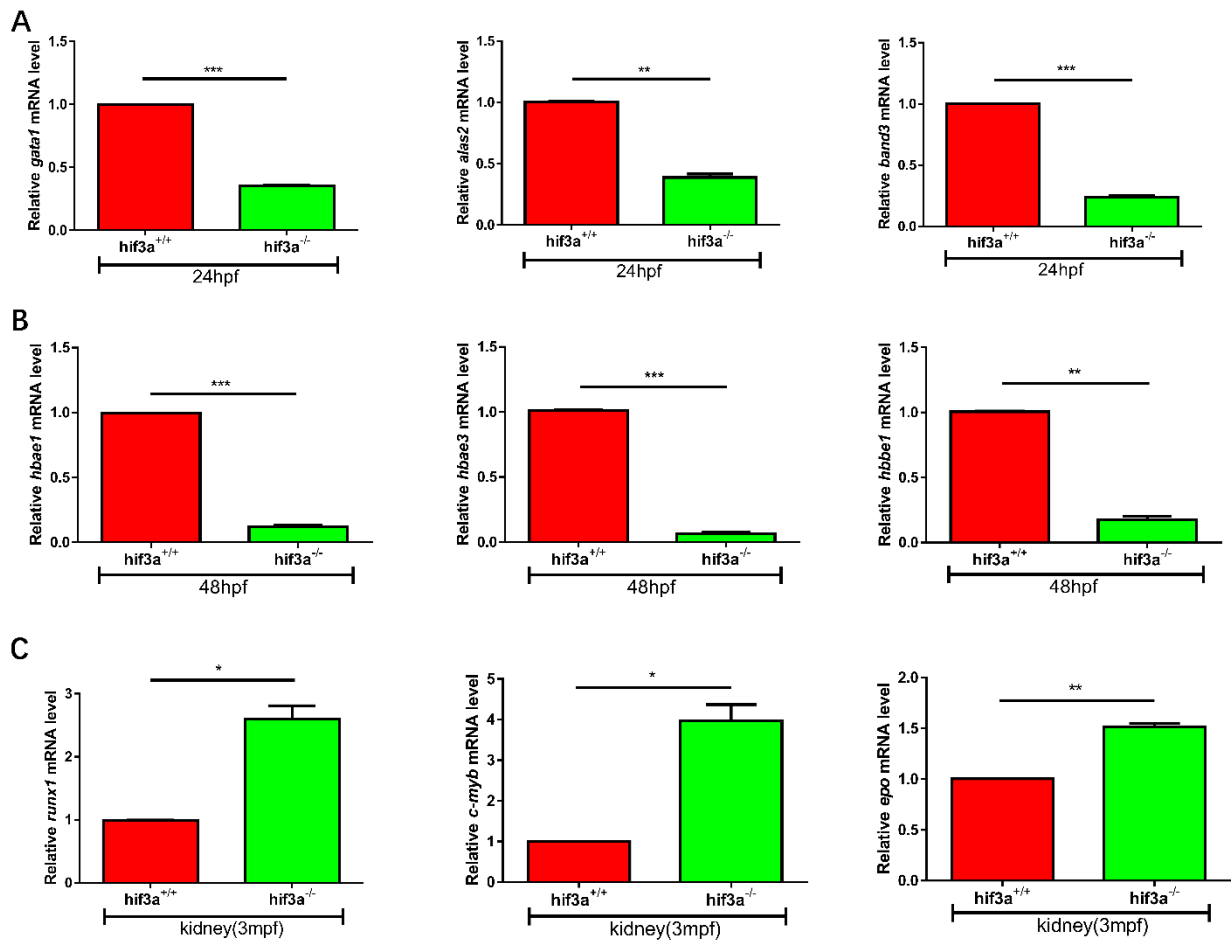 A
Relative gata1 mRNA level
1.5
1.0
0.5
0.0
***
hif3a+/+
hif3a-/-
24hpf
Relative alas2 mRNA level
1.5
1.0
0.5
0.0
**
hif3a+/+
hif3a-/-
24hpf
Relative band3 mRNA level
1.5
1.0
0.5
0.0
***
hif3a+/+
hif3a-/-
24hpf
B
Relative hbae1 mRNA level
1.5
1.0
0.5
0.0
***
hif3a+/+
hif3a-/-
48hpf
Relative hbae3 mRNA level
1.5
1.0
0.5
0.0
***
hif3a+/+
hif3a-/-
48hpf
Relative hbbe1 mRNA level
1.5
1.0
0.5
0.0
**
hif3a+/+
hif3a-/-
48hpf
C
Relative runx1 mRNA level
3
2
1
0
*
hif3a+/+
hif3a-/-
kidney(3mpf)
Relative c-myb mRNA level
4
2
1
0
*
hif3a+/+
hif3a-/-
kidney(3mpf)
Relative epo mRNA level
2.0
1.5
1.0
0.5
0.0
**
hif3a+/+
hif3a-/-
kidney(3mpf)